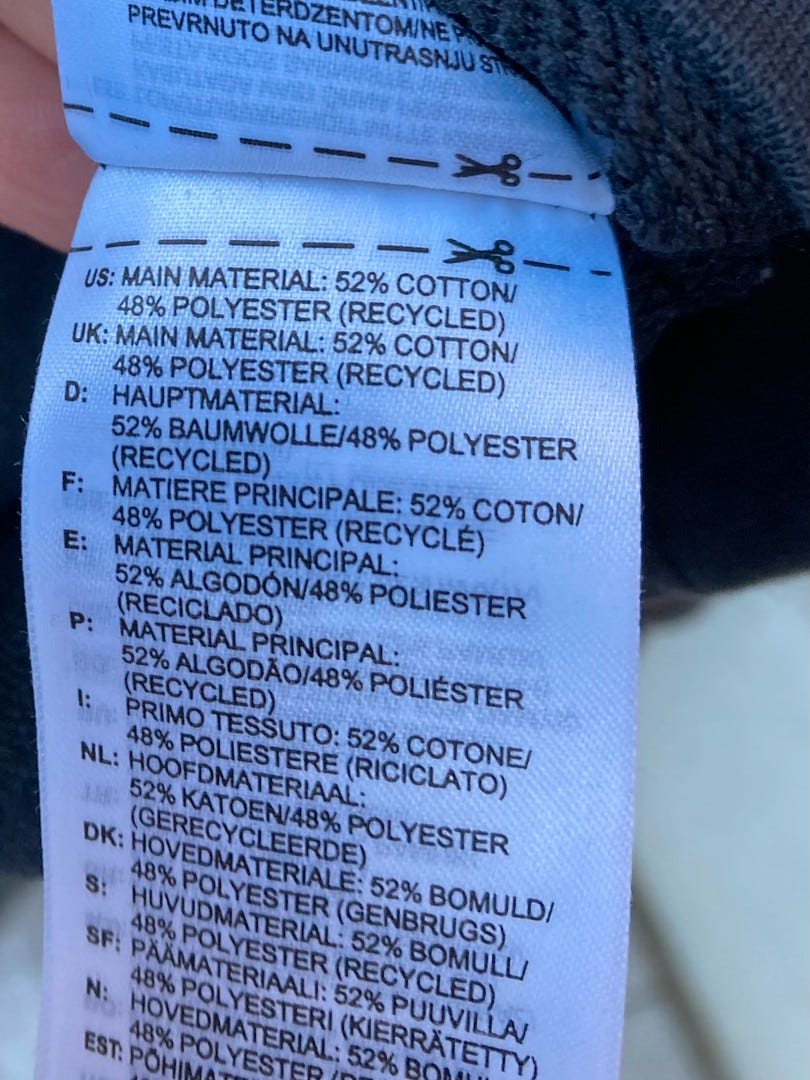 DETERDZENTOM/NE
PREVRNUTO NA UNUTRASNJU
US: MAIN MATERIAL: 52% COTTON/
48% POLYESTER (RECYCLED)
UK: MAIN MATERIAL: 52% COTTON/
48% POLYESTER (RECYCLED)
D: HAUPTMATERIAL:
52% BAUMWOLLE/48% POLYESTER
(RECYCLED)
F: MATIERE PRINCIPALE: 52% COTON/
48% POLYESTER (RECYCLÉ)
E: MATERIAL PRINCIPAL:
52% ALGODÓN/48% POLIESTER
(RECICLADO)
P: MATERIAL PRINCIPAL:
52% ALGODÃO/48% POLIÉSTER
(RECYCLED)
I: PRIMO TESSUTO: 52% COTONE/
48% POLIESTERE (RICICLATO)
NL: HOOFDMATERIAAL:
52% KATOEN/48% POLYESTER
(GERECYCLEERDE)
DK: HOVEDMATERIALE: 52% BOMULD/
48% POLYESTER (GENBRUGS)
S: HUVUDMATERIAL: 52% BOMULL/
48% POLYESTER (RECYCLED)
SF: PÄÄMATERIAALI: 52% PUUVILLA/
48% POLYESTERI (KIERRÄTETTY)
N: HOVEDMATERIAL: 52%
48% POLYESTER
EST: